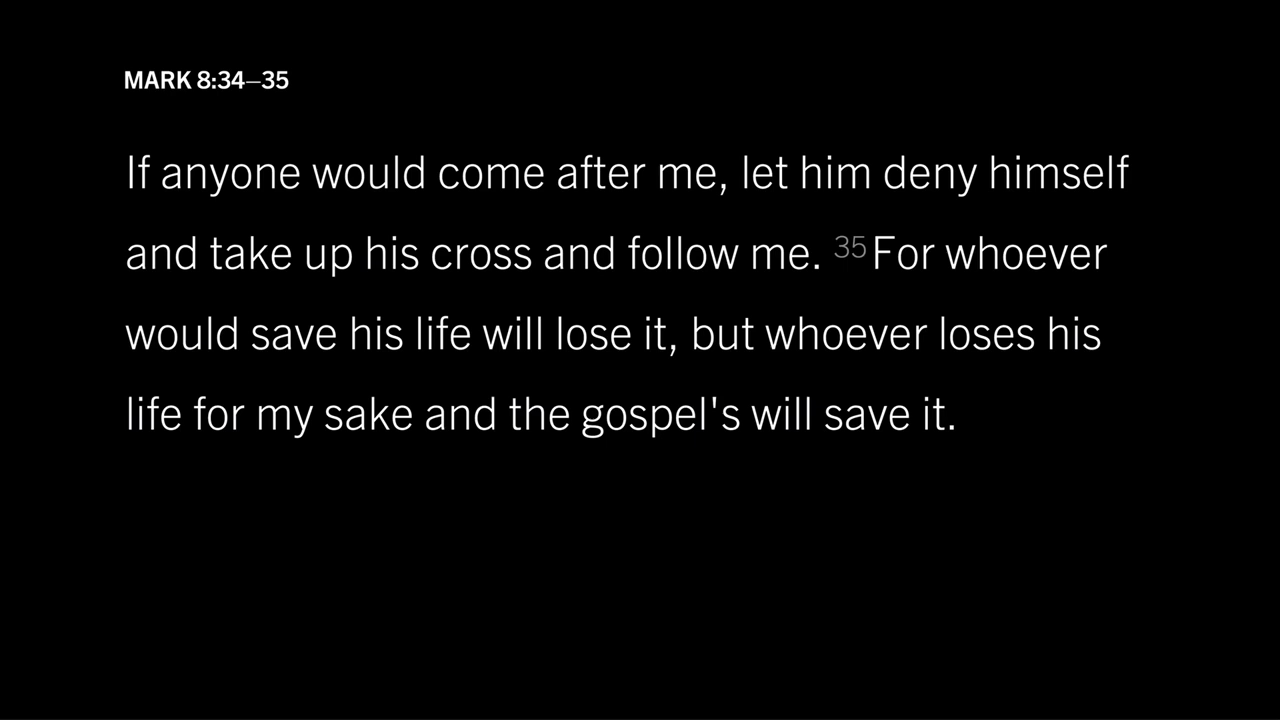 MARK 8:34–35
If anyone would come after me, let him deny himself
and take up his cross and follow me. 35 For whoever
would save his life will lose it, but whoever loses his
life for my sake and the gospel's will save it.